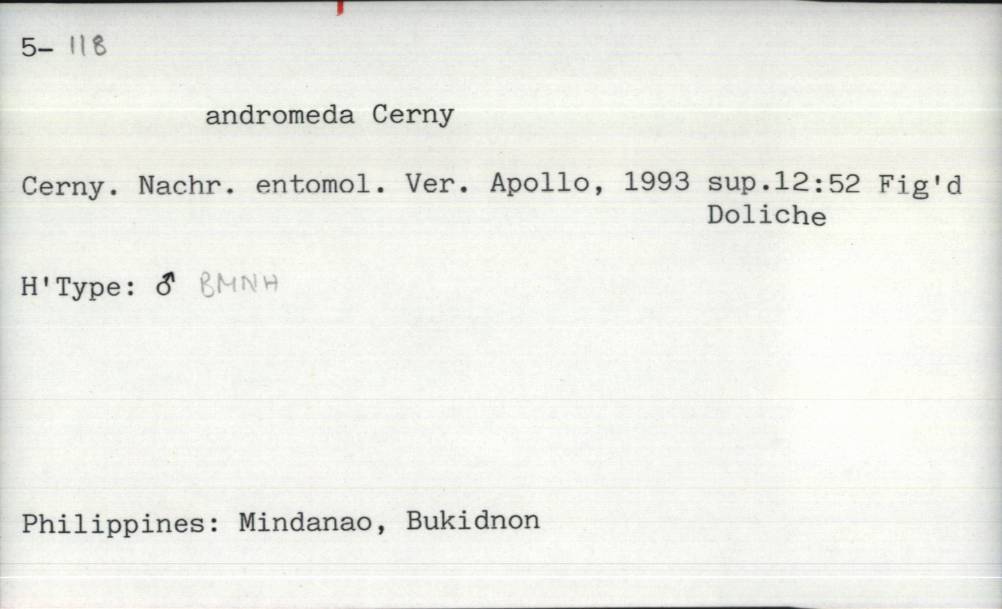 5- 118
andromeda Cerny
Cerny. Nachr. entomol. Ver. Apollo, 1993 sup.12:52 Fig'd
Doliche
H'Type: ♂ BMNH
Philippines: Mindanao, Bukidnon